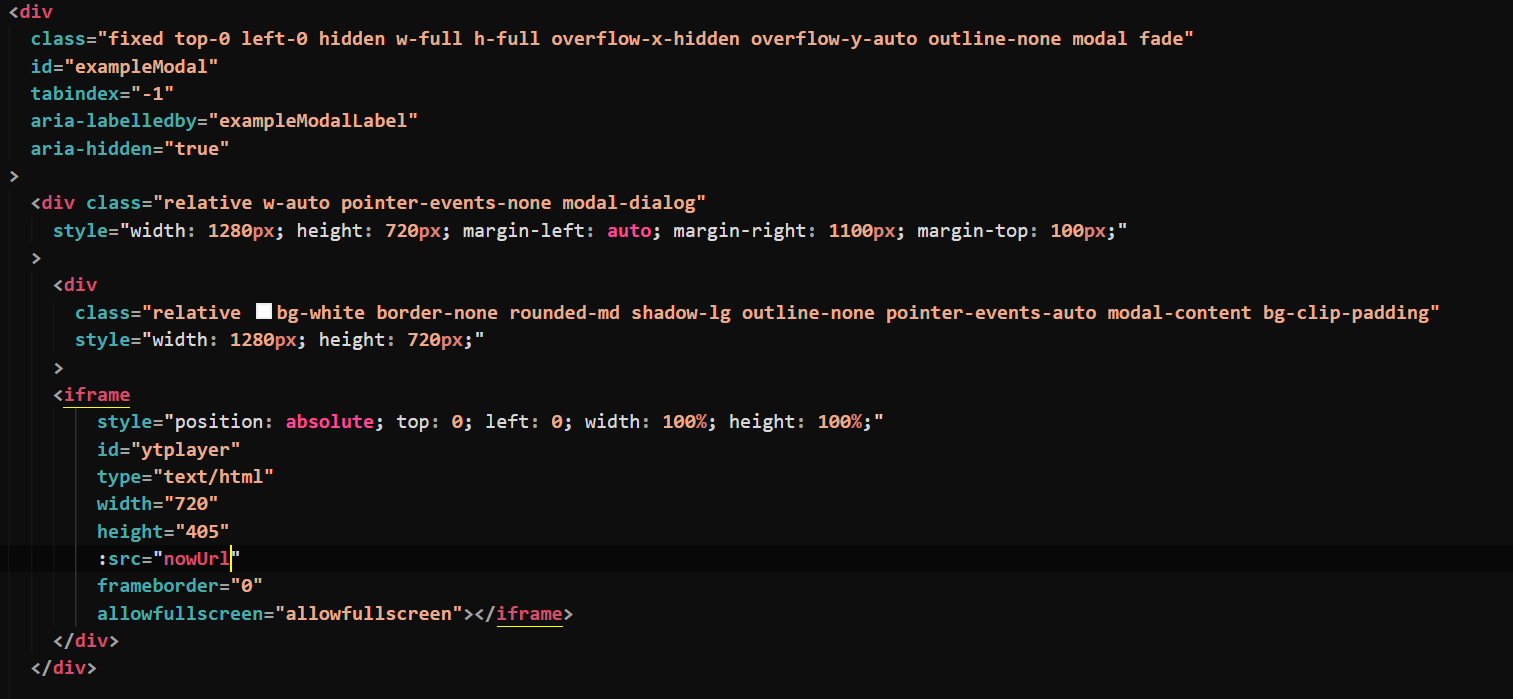 <div
class="fixed top-0 left-0 hidden w-full h-full overflow-x-hidden overflow-y-auto outline-none modal fade"
id="exampleModal"
tabindex="-1"
aria-labelledby="exampleModalLabel"
aria-hidden="true"
>
<div class="relative w-auto pointer-events-none modal-dialog"
style="width: 1280px; height: 720px; margin-left: auto; margin-right: 1100px; margin-top: 100px;"
>
<div
class="relative bg-white border-none rounded-md shadow-lg outline-none pointer-events-auto modal-content bg-clip-padding"
style="width: 1280px; height: 720px;"
>
<iframe
style="position: absolute; top: 0; left: 0; width: 100%; height: 100%;"
id="ytplayer"
type="text/html"
width="720"
height="405"
:src="nowUrl"
frameborder="0"
allowfullscreen="allowfullscreen"></iframe>
</div>
</div>